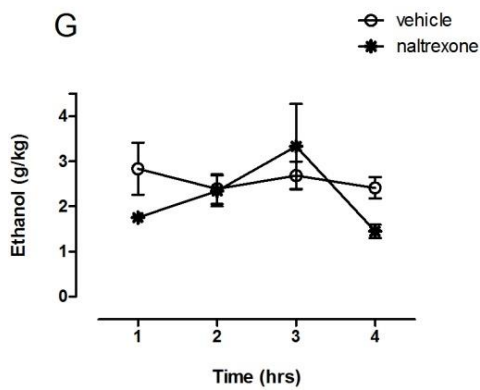 G
vehicle
naltrexone
Ethanol (g/kg)
4
3
2
1
0
1 2 3 4
Time (hrs)